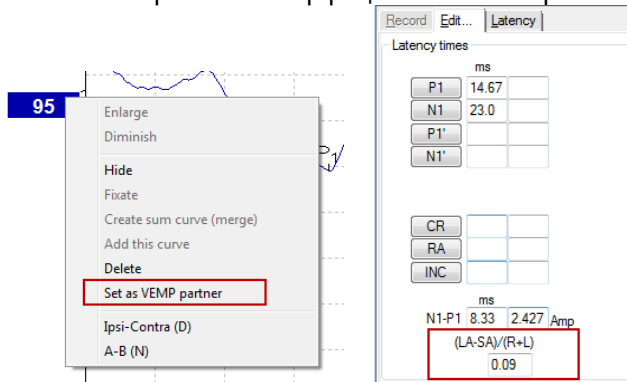 95
Enlarge
Diminish
Hide
Fixate
Create sum curve (merge)
Add this curve
Delete
Set as VEMP partner
Ipsi-Contra (D)
A-B (N)
Record Edit... Latency
Latency times
ms
P1 14.67
N1 23.0
P1'
N1'
CR
RA
INC
ms
N1-P1 8.33 2.427 Amp
(LA-SA)/(R+L)
0.09